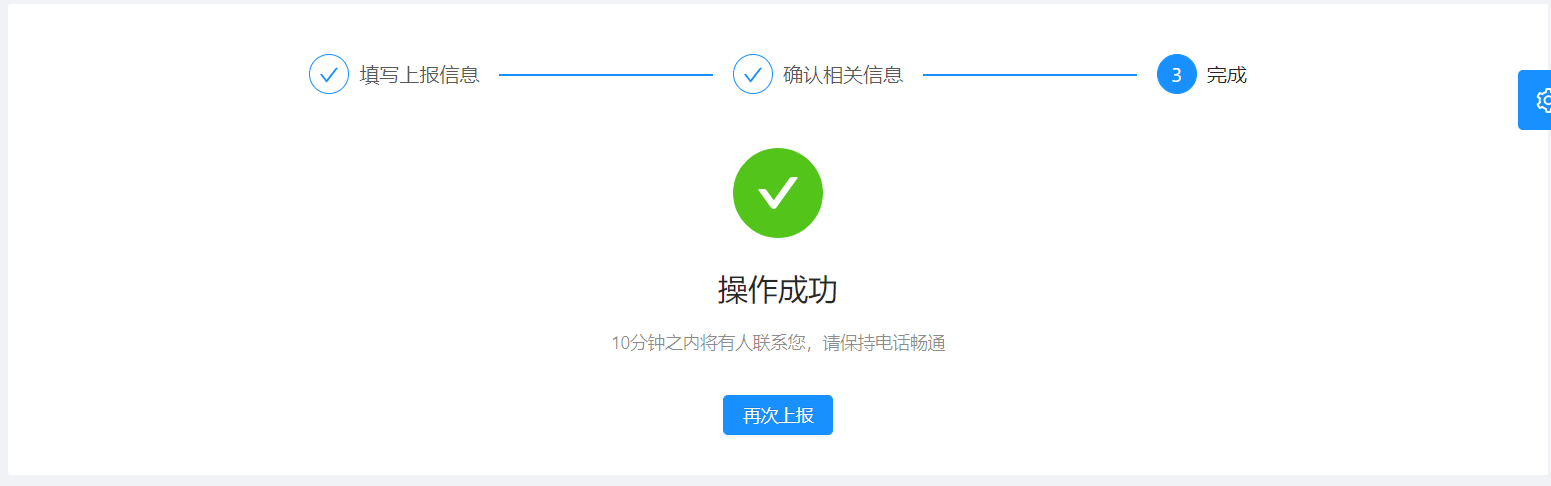 填写上报信息
确认相关信息
3 完成
操作成功
10分钟之内将有人联系您，请保持电话畅通
再次上报